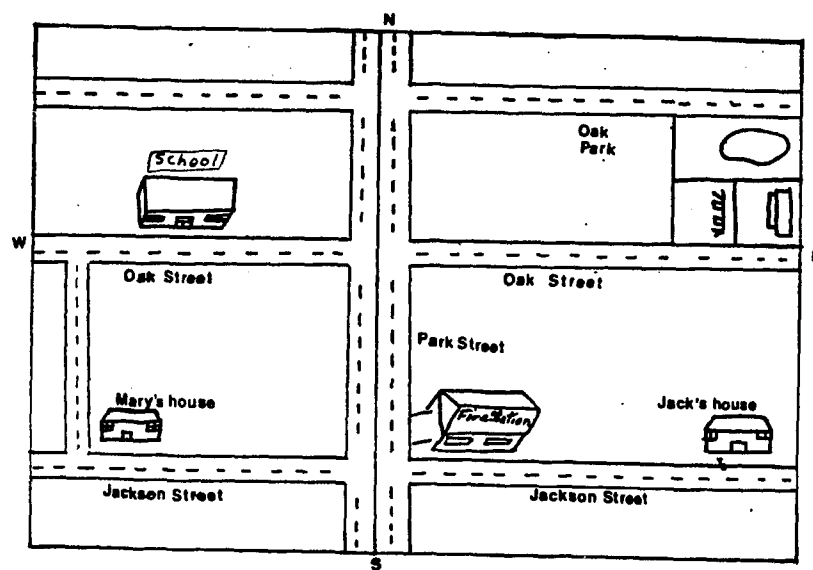 N
School
Oak
Park
W
Oak Street
Oak Street
Park Street
Mary's house
Fire Station
Jack's house
Jackson Street
Jackson Street
S